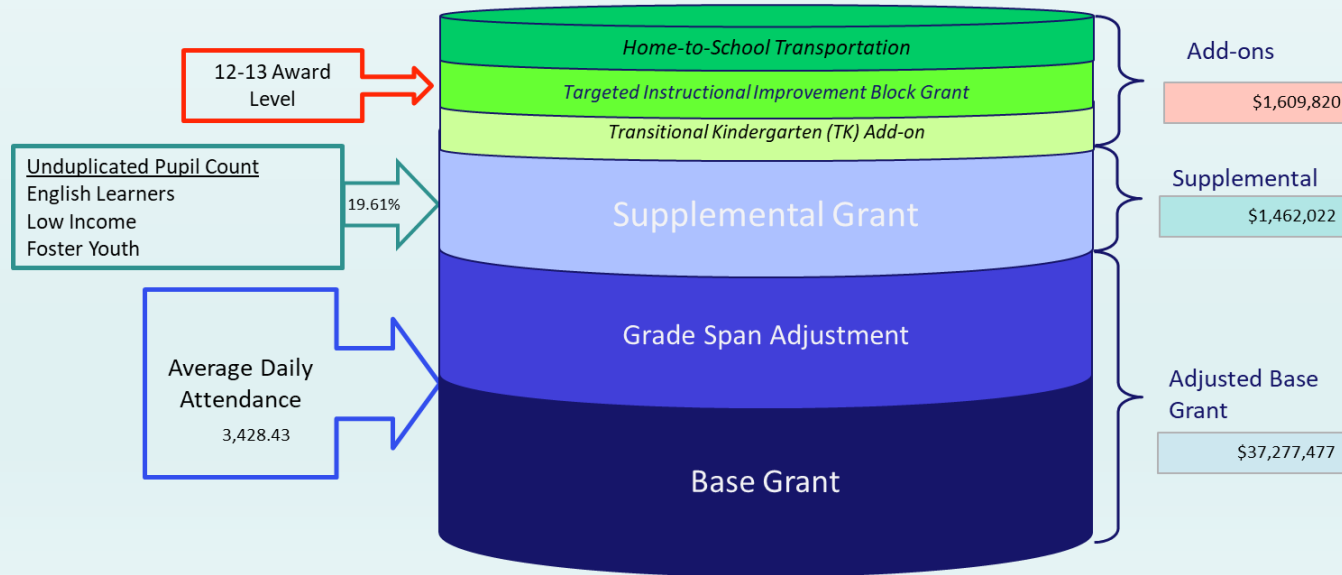 Home-to-School Transportation
Targeted Instructional Improvement Block Grant
Transitional Kindergarten (TK) Add-on
Supplemental Grant
Grade Span Adjustment
Base Grant
12-13 Award
Level
Unduplicated Pupil Count
English Learners
Low Income
Foster Youth
19.61%
Average Daily
Attendance
3,428.43
Add-ons
$1,609,820
Supplemental
$1,462,022
Adjusted Base
Grant
$37,277,477